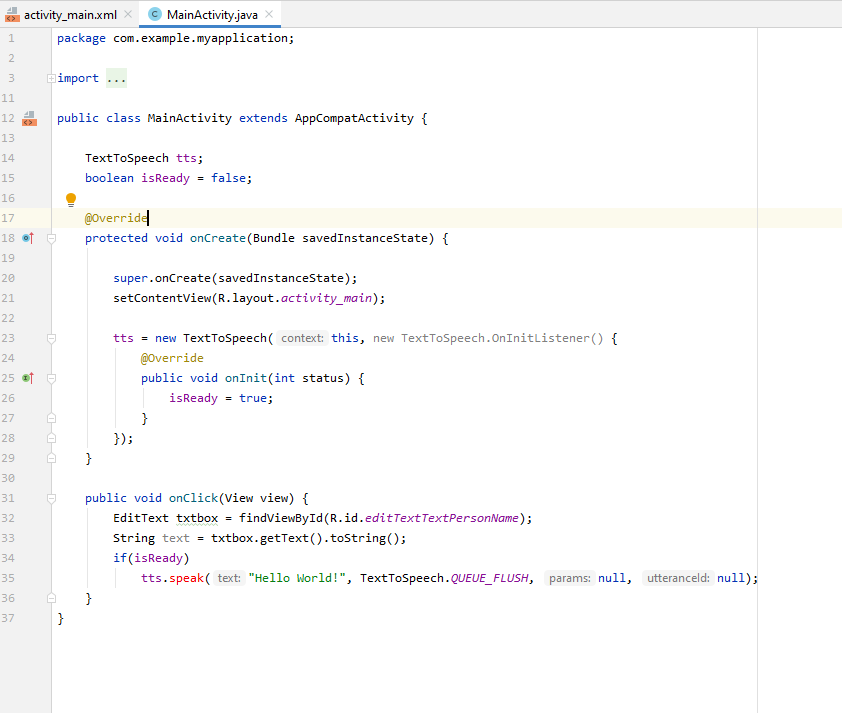 activity_main.xml MainActivity.java
1 package com.example.myapplication;
2
3 import ...
11
12 public class MainActivity extends AppCompatActivity {
13
14 TextToSpeech tts;
15 boolean isReady = false;
16
17 @Override
18 protected void onCreate(Bundle savedInstanceState) {
19
20 super.onCreate(savedInstanceState);
21 setContentView(R.layout.activity_main);
22
23 tts = new TextToSpeech( context: this, new TextToSpeech.OnInitListener() {
24 @Override
25 public void onInit(int status) {
26 isReady = true;
27 }
28 });
29 }
30
31 public void onClick(View view) {
32 EditText txtbox = findViewById(R.id.editTextTextPersonName);
33 String text = txtbox.getText().toString();
34 if(isReady)
35 tts.speak( text: "Hello World!", TextToSpeech.QUEUE_FLUSH, params: null, utteranceId: null);
36 }
37 }